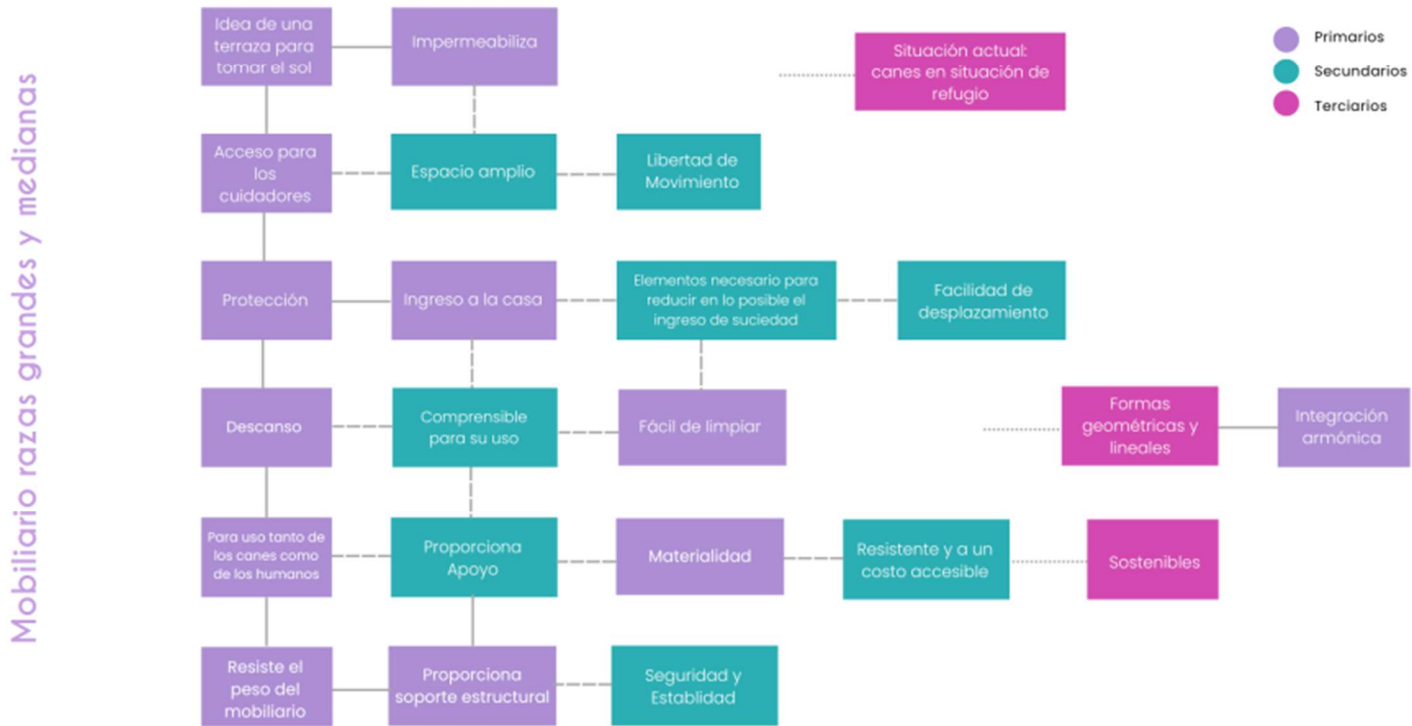 Mobiliario razas grandes y medianas
Idea de una
terraza para
tomar el sol
Impermeabiliza
Situación actual:
canes en situación de
refugio
Primarios
Secundarios
Terciarios
Acceso para
los
cuidadores
Espacio amplio
Libertad de
Movimiento
Protección
Ingreso a la casa
Elementos necesario para
reducir en lo posible el
ingreso de suciedad
Facilidad de
desplazamiento
Descanso
Comprensible
para su uso
Fácil de limpiar
Formas
geométricas y
lineales
Integración
armónica
Para uso tanto de
los canes como
de los humanos
Proporciona
Apoyo
Materialidad
Resistente y a un
costo accesible
Sostenibles
Resiste el
peso del
mobiliario
Proporciona
soporte estructural
Seguridad y
Establidad